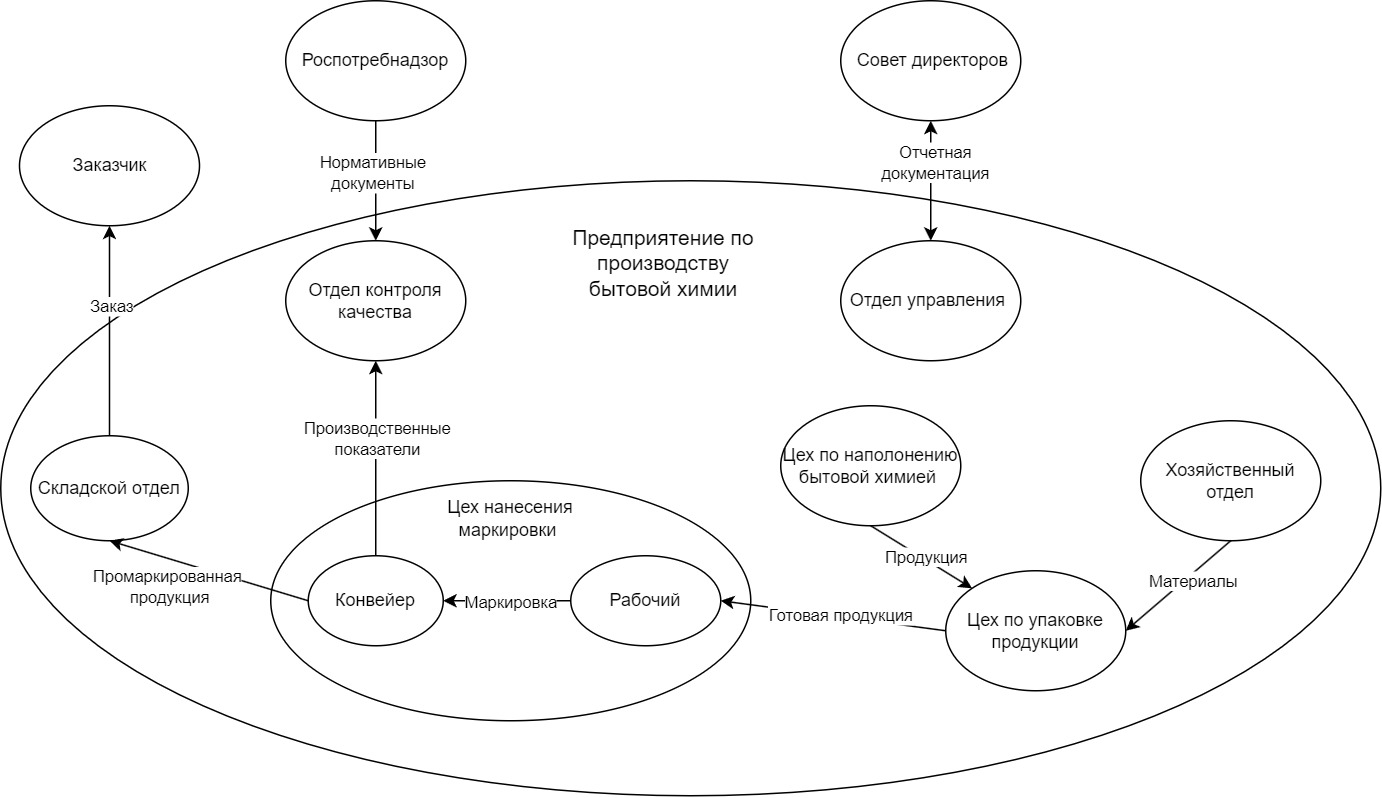 Роспотребнадзор
Совет директоров
Заказчик
Нормативные
документы
Отчетная
документация
Предприятение по
производству
бытовой химии
Отдел контроля
качества
Отдел управления
Заказ
Производственные
показатели
Цех по наполонению
бытовой химией
Хозяйственный
отдел
Складской отдел
Цех нанесения
маркировки
Продукция
Промаркированная
продукция
Материалы
Конвейер
Маркировка
Рабочий
Готовая продукция
Цех по упаковке
продукции